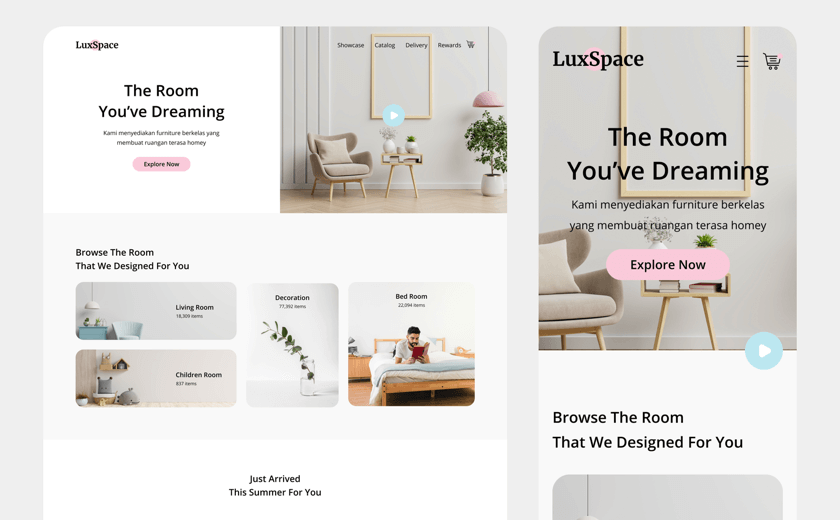 LuxSpace
Showcase Catalog Delivery Rewards
The Room
You've Dreaming
Kami menyediakan furniture berkelas yang
membuat ruangan terasa homey
Explore Now
Browse The Room
That We Designed For You
Living Room
18,309 items
Children Room
837 items
Decoration
77,392 items
Bed Room
22,094 items
Just Arrived
This Summer For You
LuxSpace
The Room
You've Dreaming
Kami menyediakan furniture berkelas
yang membuat ruangan terasa homey
Explore Now
Browse The Room
That We Designed For You